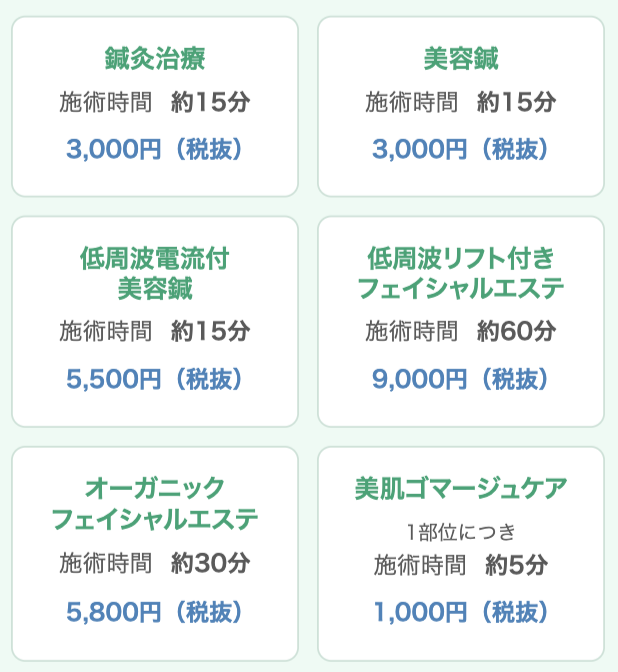 鍼灸治療
施術時間 約15分
3,000円（税抜）
美容鍼
施術時間 約15分
3,000円（税抜）
低周波電流付
美容鍼
施術時間 約15分
5,500円（税抜）
低周波リフト付き
フェイシャルエステ
施術時間 約60分
9,000円（税抜）
オーガニック
フェイシャルエステ
施術時間 約30分
5,800円（税抜）
美肌ゴマージュケア
1部位につき
施術時間 約5分
1,000円（税抜）